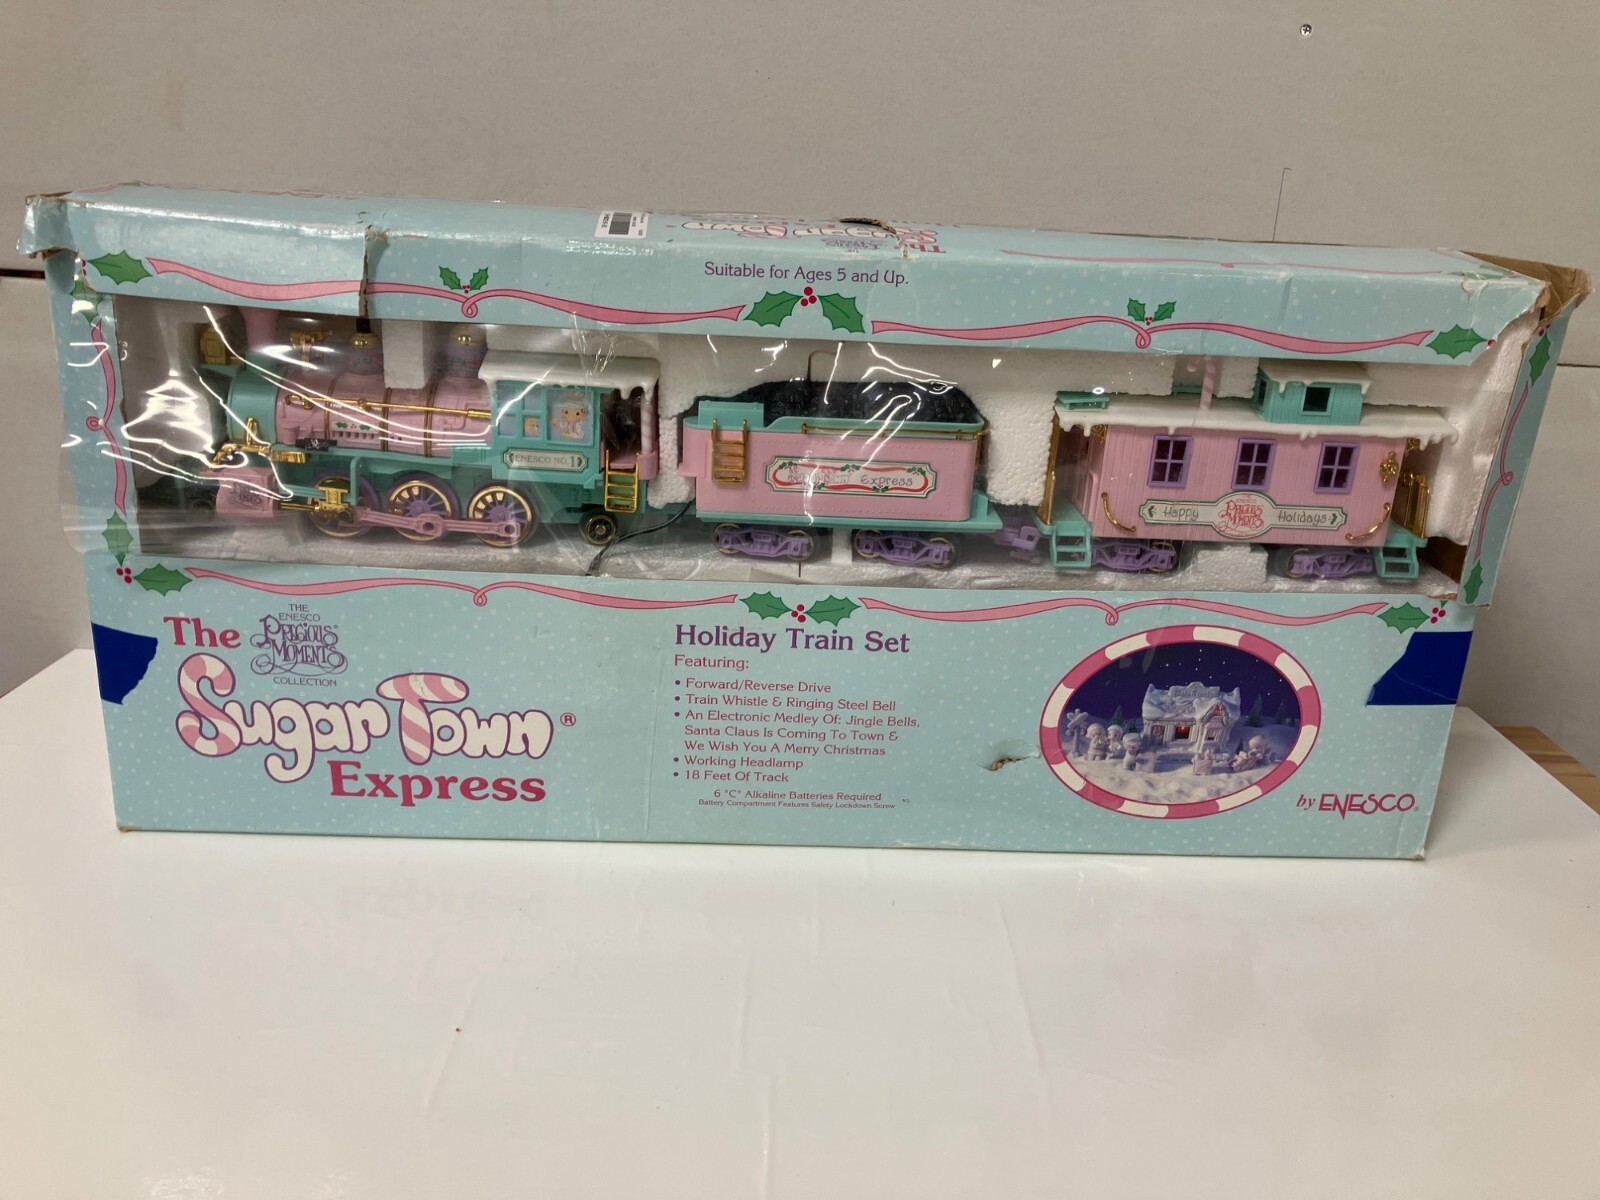 Suitable for Ages 5 and Up.
ENESCO NO. 1
Express
Happy
PRECIOUS
MOMENTS
Holidays
The
THE
ENESCO
PRECIOUS
MOMENTS
COLLECTION
Sugar Town®
Express
Holiday Train Set
Featuring:
• Forward/Reverse Drive
• Train Whistle & Ringing Steel Bell
• An Electronic Medley Of: Jingle Bells,
Santa Claus Is Coming To Town &
We Wish You A Merry Christmas
• Working Headlamp
• 18 Feet Of Track
6 "C" Alkaline Batteries Required
Battery Compartment Features Safety Lockdown Screw
by ENESCO®